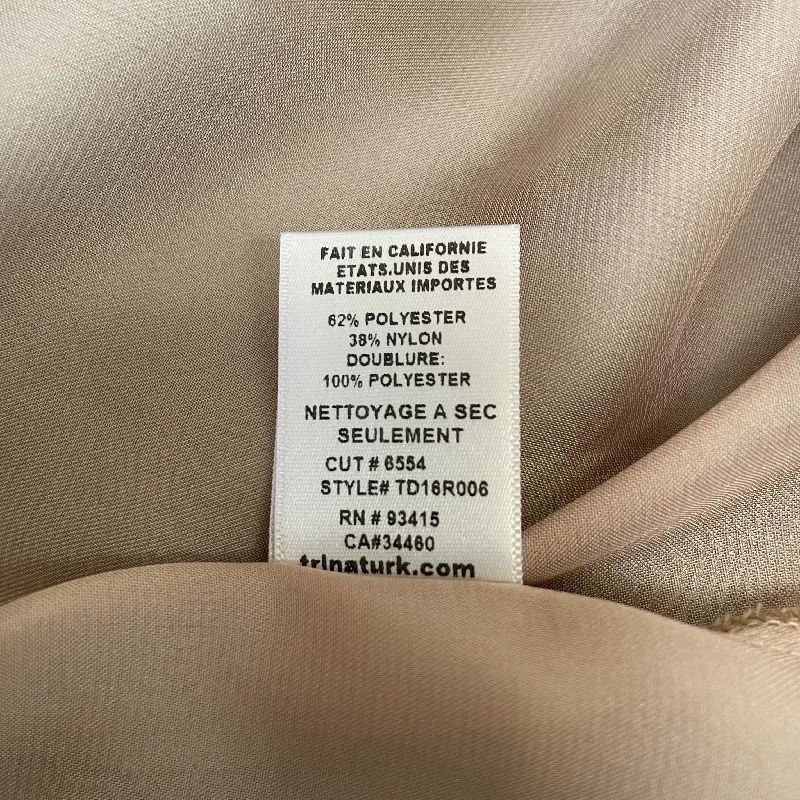 FAIT EN CALIFORNIE
ETATS.UNIS DES
MATERIAUX IMPORTES
62% POLYESTER
38% NYLON
DOUBLURE:
100% POLYESTER
NETTOYAGE A SEC
SEULEMENT
CUT # 6554
STYLE# TD16R006
RN # 93415
CA#34460
trinaturk.com